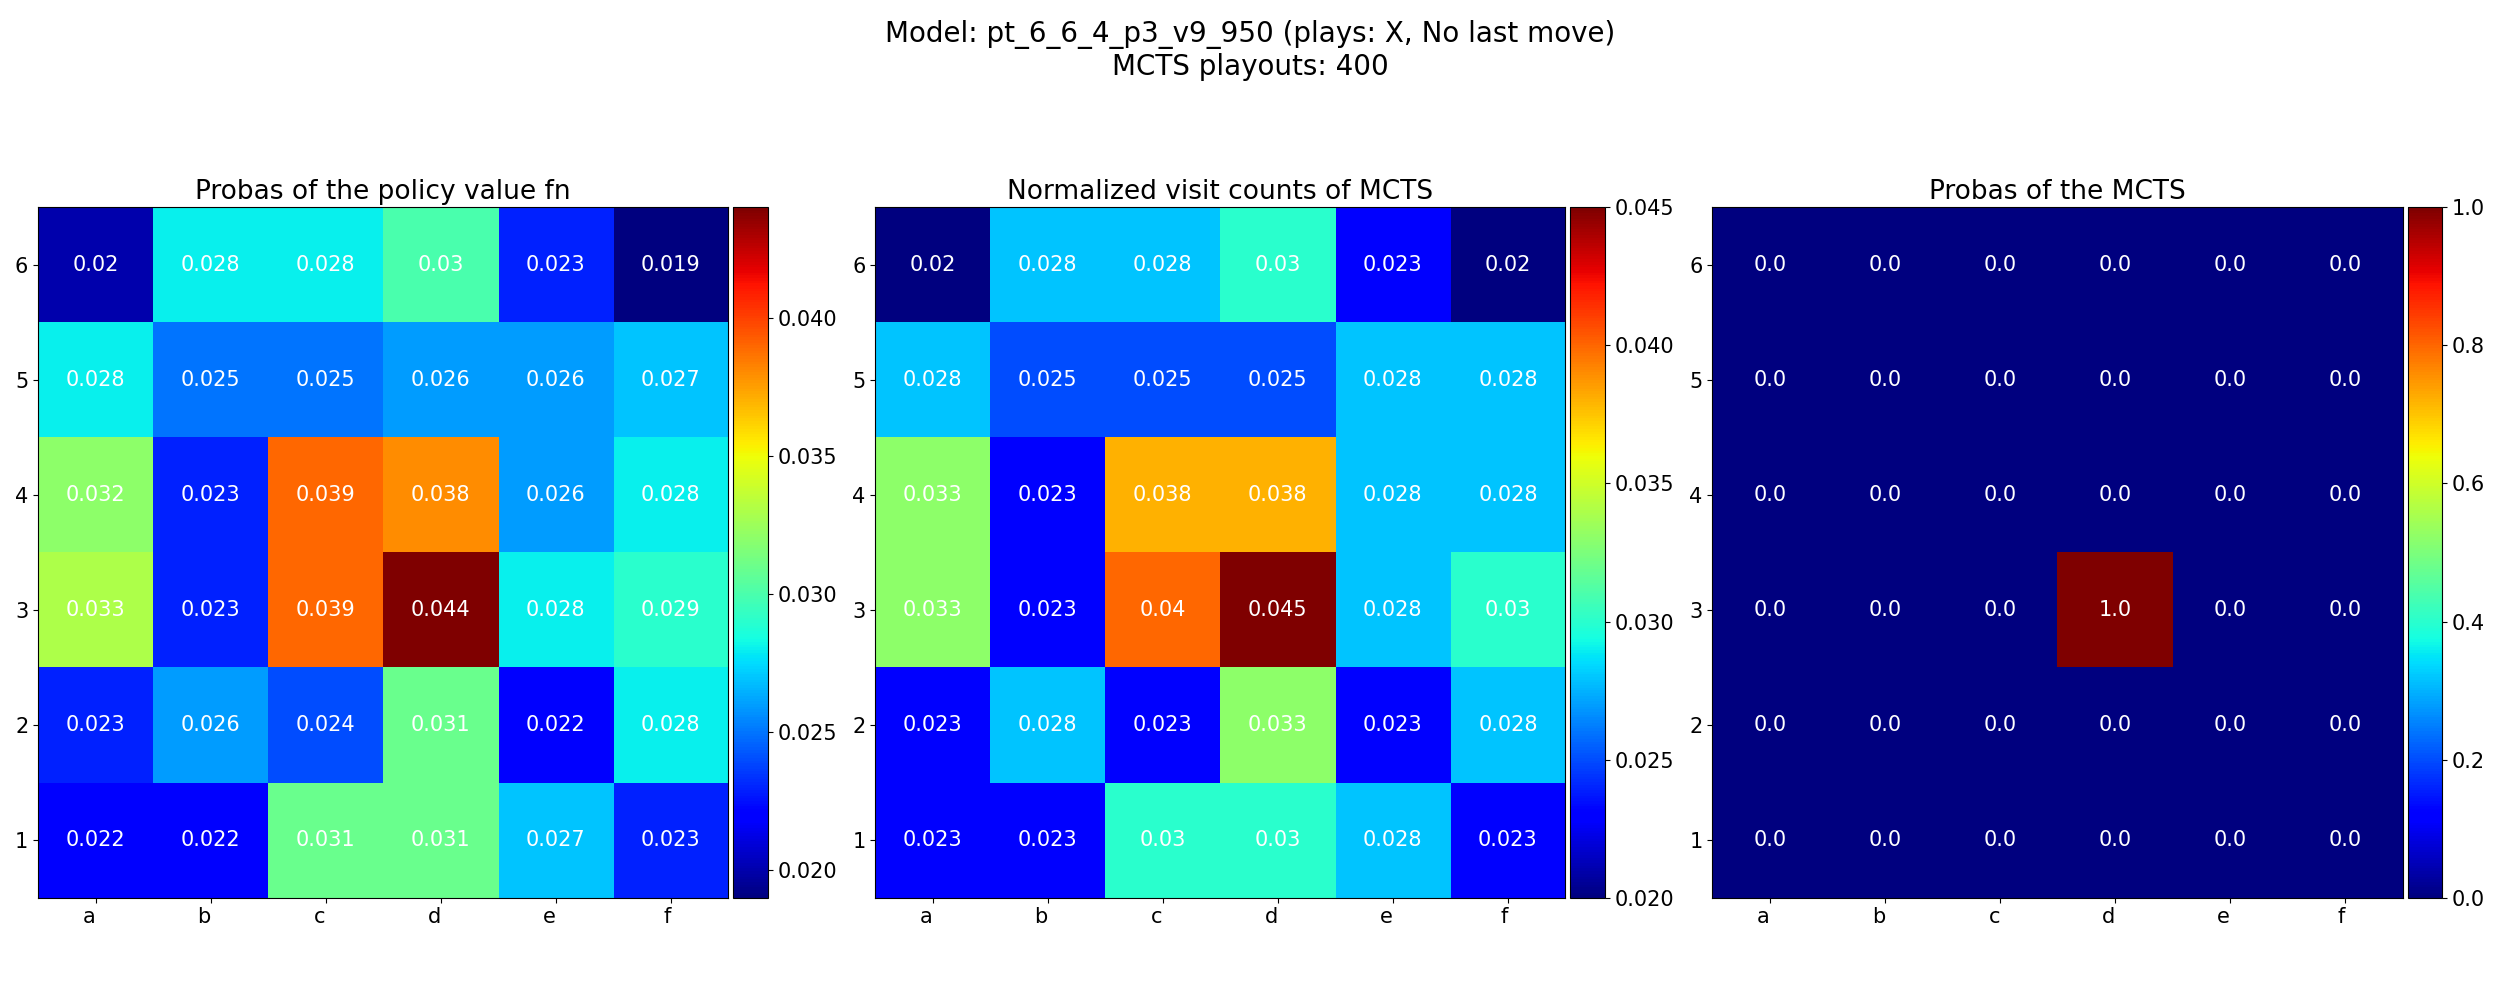 Model: pt_6_6_4_p3_v9_950 (plays: X, No last move)
MCTS playouts: 400
Probas of the policy value fn
6 0.02 0.028 0.028 0.03 0.023 0.019
5 0.028 0.025 0.025 0.026 0.026 0.027
4 0.032 0.023 0.039 0.038 0.026 0.028
3 0.033 0.023 0.039 0.044 0.028 0.029
2 0.023 0.026 0.024 0.031 0.022 0.028
1 0.022 0.022 0.031 0.031 0.027 0.023
a b c d e f
0.040
0.035
0.030
0.025
0.020
Normalized visit counts of MCTS
6 0.02 0.028 0.028 0.03 0.023 0.02
5 0.028 0.025 0.025 0.025 0.028 0.028
4 0.033 0.023 0.038 0.038 0.028 0.028
3 0.033 0.023 0.04 0.045 0.028 0.03
2 0.023 0.028 0.023 0.033 0.023 0.028
1 0.023 0.023 0.03 0.03 0.028 0.023
a b c d e f
0.045
0.040
0.035
0.030
0.025
0.020
Probas of the MCTS
6 0.0 0.0 0.0 0.0 0.0 0.0
5 0.0 0.0 0.0 0.0 0.0 0.0
4 0.0 0.0 0.0 0.0 0.0 0.0
3 0.0 0.0 0.0 1.0 0.0 0.0
2 0.0 0.0 0.0 0.0 0.0 0.0
1 0.0 0.0 0.0 0.0 0.0 0.0
a b c d e f
1.0
0.8
0.6
0.4
0.2
0.0